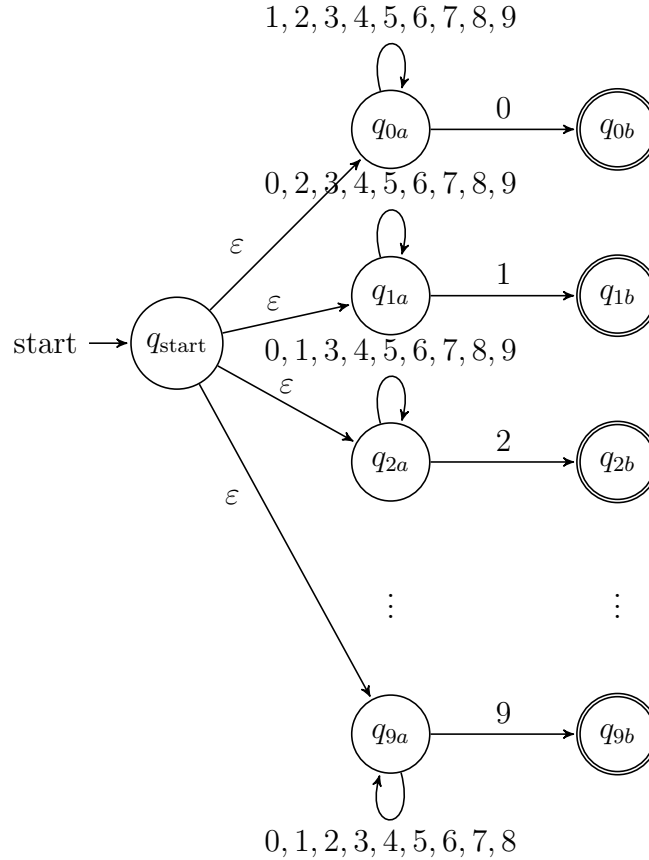 1, 2, 3, 4, 5, 6, 7, 8, 9
q0a 0 q0b
0, 2, 3, 4, 5, 6, 7, 8, 9
ε
ε q1a 1 q1b
start qstart
0, 1, 3, 4, 5, 6, 7, 8, 9
ε
q2a 2 q2b
ε
⋮ ⋮
q9a 9 q9b
0, 1, 2, 3, 4, 5, 6, 7, 8